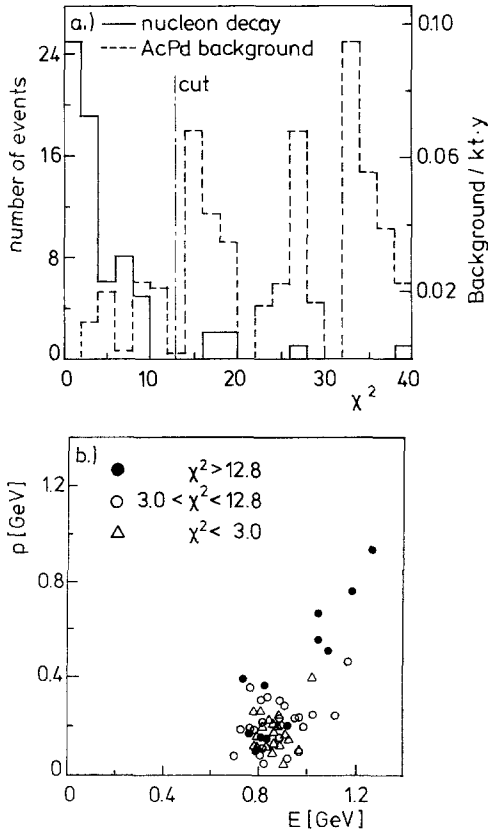 a.)
nucleon decay
AcPd background
cut
number of events
24
16
8
0
0.10
0.06
0.02
Background / kt·y
0 10 20 30 40
χ²
b.)
● χ²>12.8
○ 3.0 < χ²<12.8
△ χ²< 3.0
p [GeV]
1.2
0.8
0.4
0
0 0.4 0.8 1.2
E [GeV]